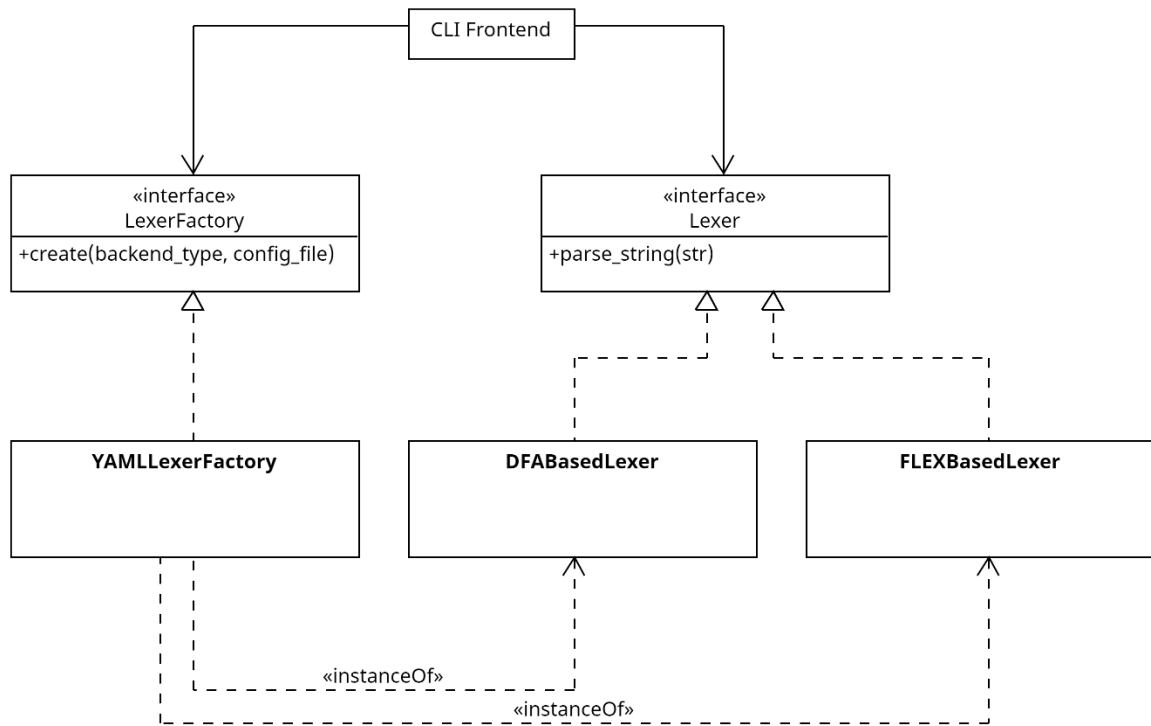 CLI Frontend
«interface»
LexerFactory
+create(backend_type, config_file)
«interface»
Lexer
+parse_string(str)
YAMLLexerFactory
DFABasedLexer
FLEXBasedLexer
«instanceOf»
«instanceOf»